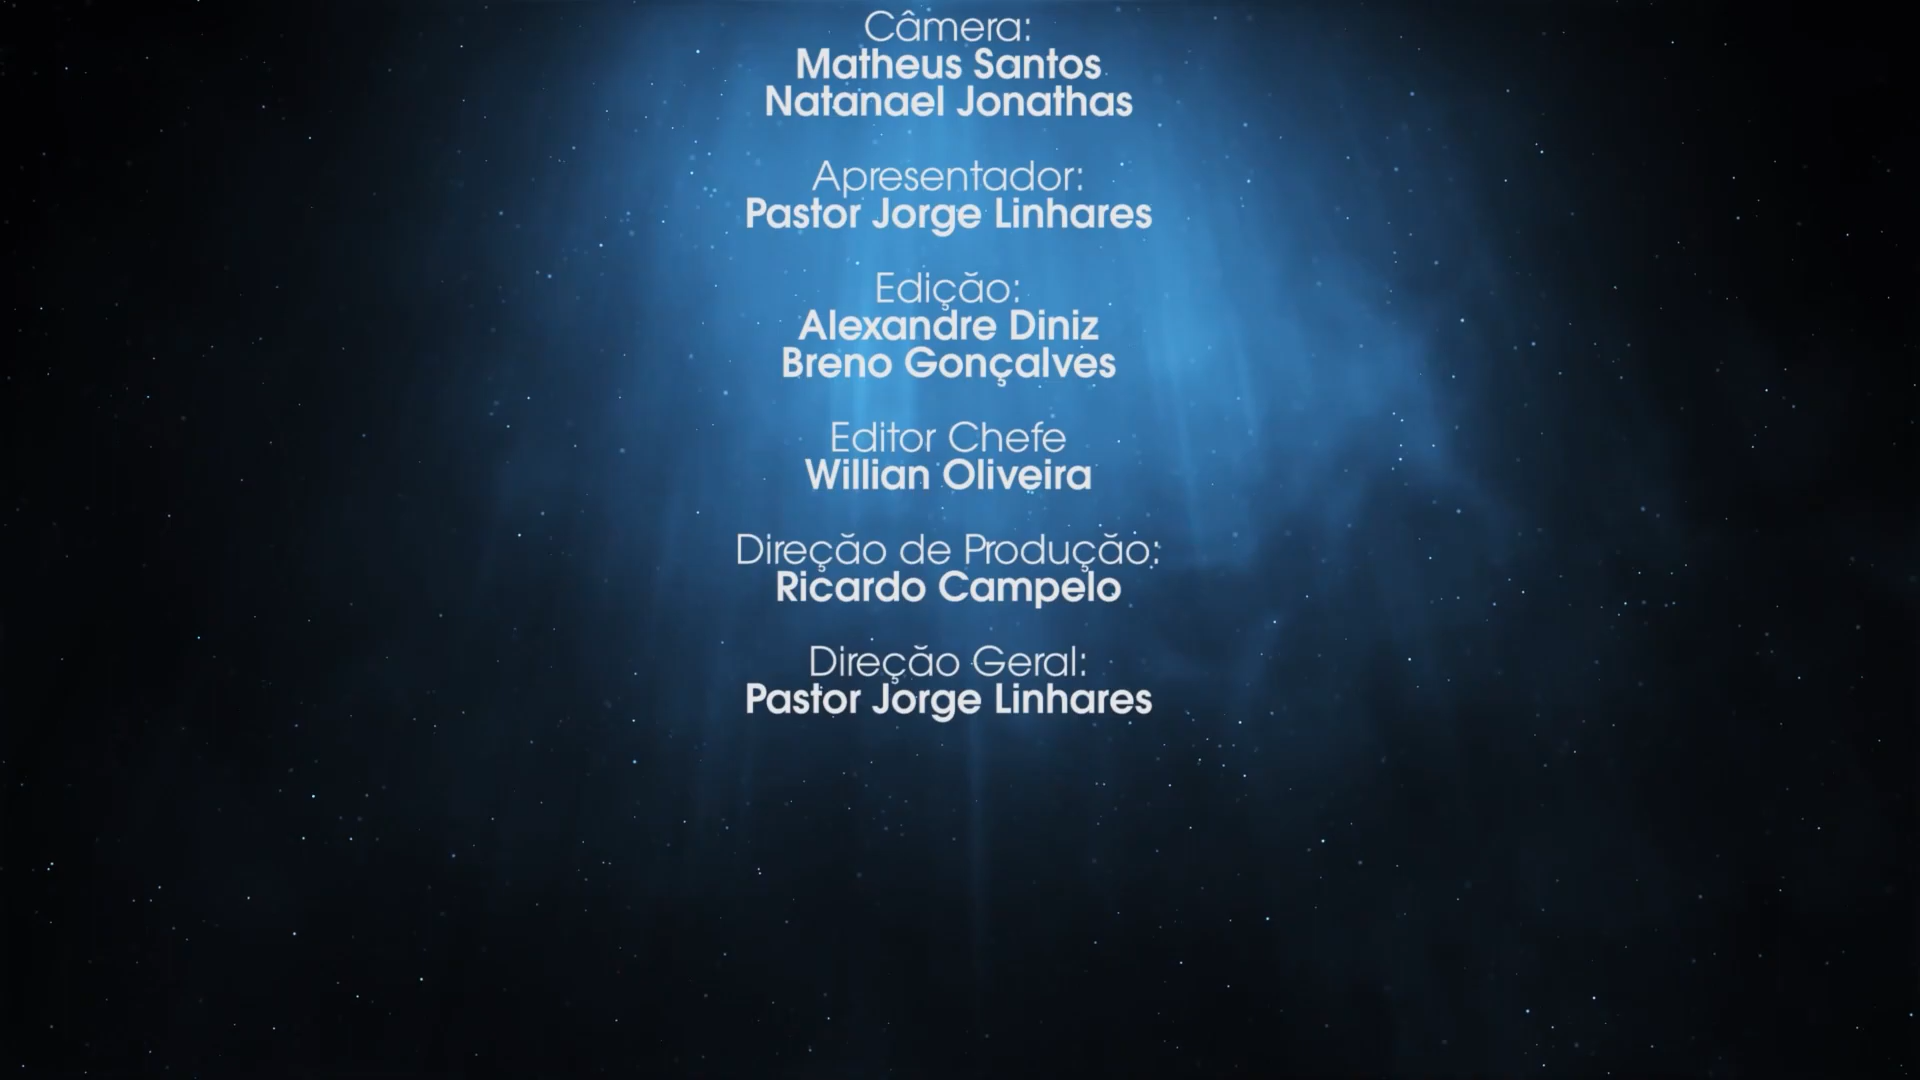 Câmera:
Matheus Santos
Natanael Jonathas
Apresentador:
Pastor Jorge Linhares
Edição:
Alexandre Diniz
Breno Gonçalves
Editor Chefe
Willian Oliveira
Direção de Produção:
Ricardo Campelo
Direção Geral:
Pastor Jorge Linhares